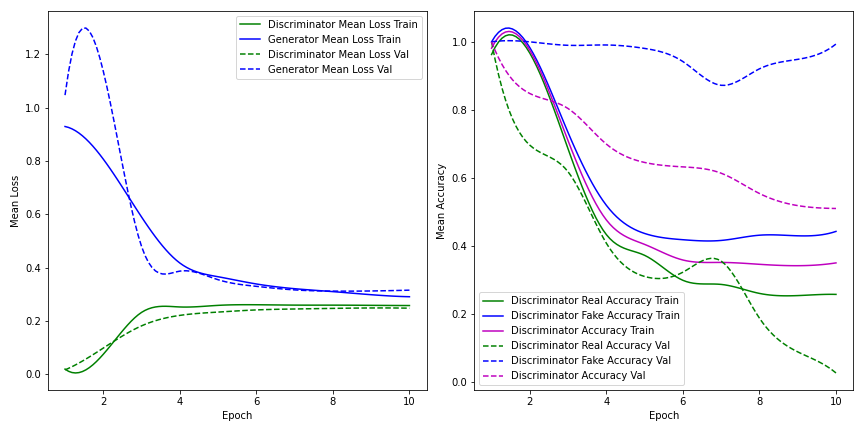 Mean Loss
1.2
1.0
0.8
0.6
0.4
0.2
0.0
2
4
6
8
10
Epoch
Discriminator Mean Loss Train
Generator Mean Loss Train
Discriminator Mean Loss Val
Generator Mean Loss Val
Mean Accuracy
1.0
0.8
0.6
0.4
0.2
0.0
2
4
6
8
10
Epoch
Discriminator Real Accuracy Train
Discriminator Fake Accuracy Train
Discriminator Accuracy Train
Discriminator Real Accuracy Val
Discriminator Fake Accuracy Val
Discriminator Accuracy Val